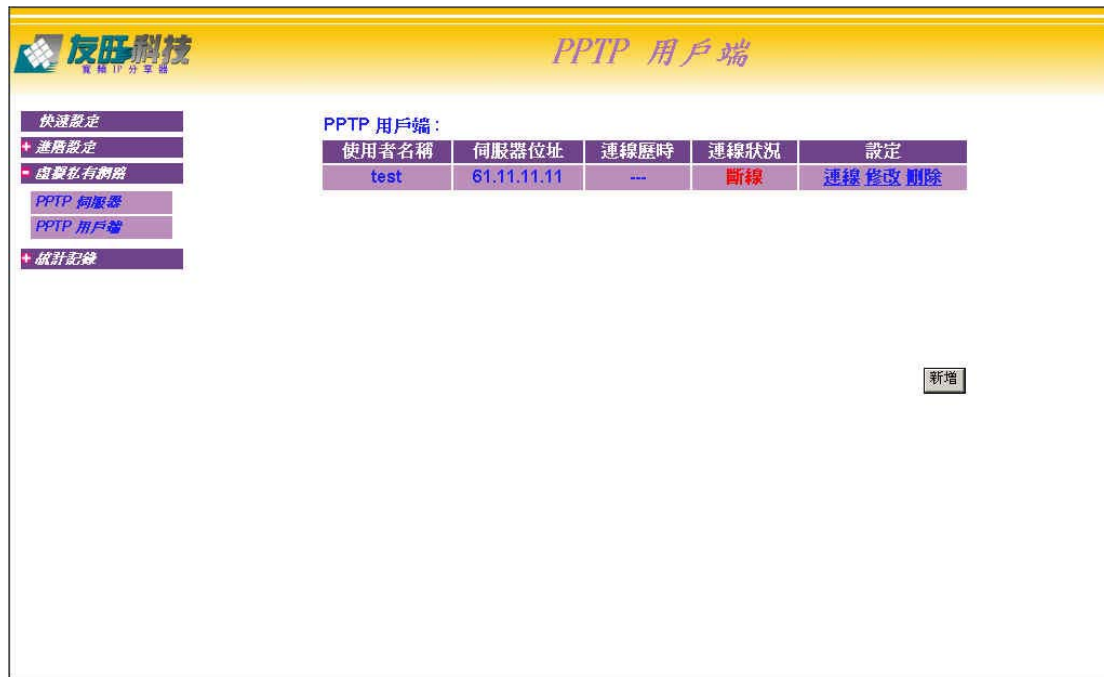 友旺科技
寬頻 IP 分享器
PPTP 用戶端
快速設定
+ 進階設定
- 虛擬私有網路
PPTP 伺服器
PPTP 用戶端
+ 統計記錄
PPTP 用戶端 :
使用者名稱 伺服器位址 連線歷時 連線狀況 設定
test 61.11.11.11 --- 斷線 連線 修改 刪除
新增